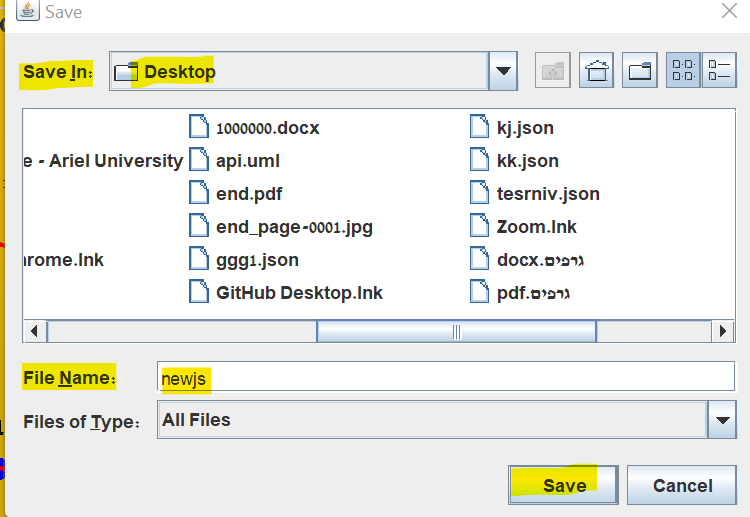 Save
Save In: Desktop
1000000.docx
kj.json
e - Ariel University
api.uml
kk.json
end.pdf
tesrniv.json
end_page-0001.jpg
Zoom.lnk
hrome.lnk
ggg1.json
גרפים.docx
GitHub Desktop.lnk
גרפים.pdf
File Name: newjs
Files of Type: All Files
Save
Cancel